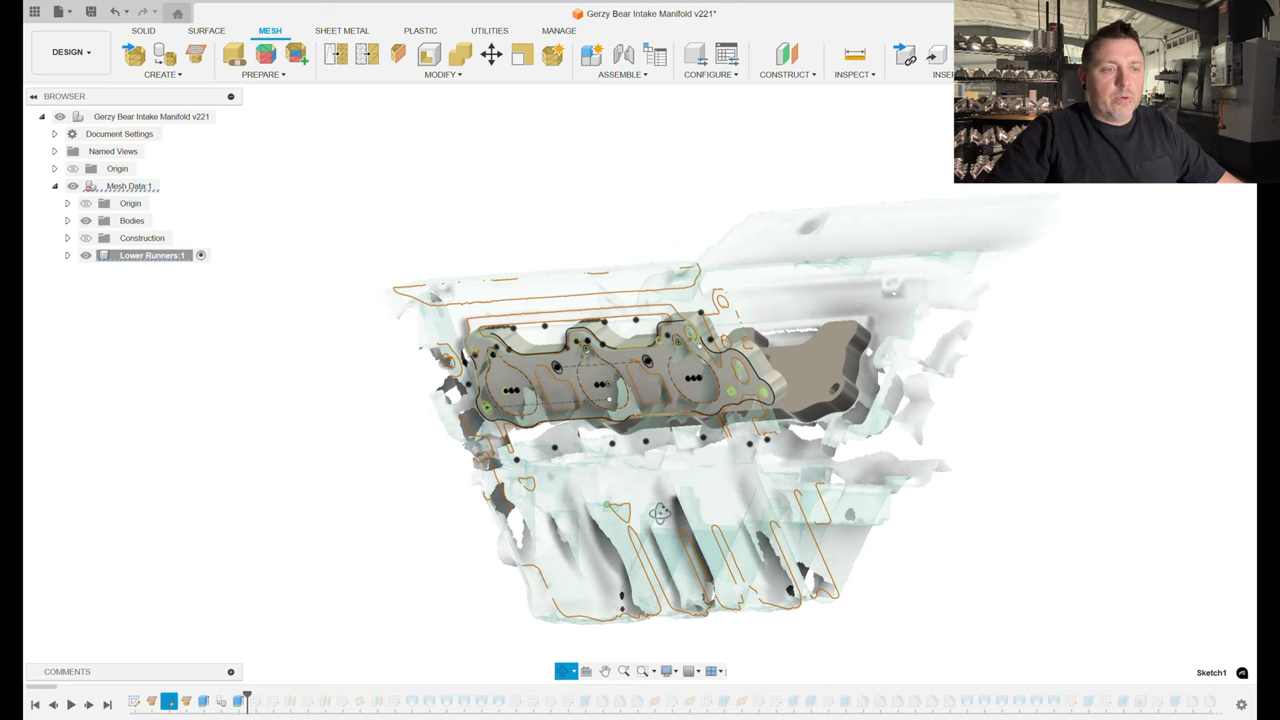 Gerzy Bear Intake Manifold v221*
SOLID SURFACE MESH SHEET METAL PLASTIC UTILITIES MANAGE
DESIGN
CREATE PREPARE MODIFY ASSEMBLE CONFIGURE CONSTRUCT INSPECT INSER
BROWSER
Gerzy Bear Intake Manifold v221
Document Settings
Named Views
Origin
Mesh Data:1
Origin
Bodies
Construction
Lower Runners:1
COMMENTS
Sketch1